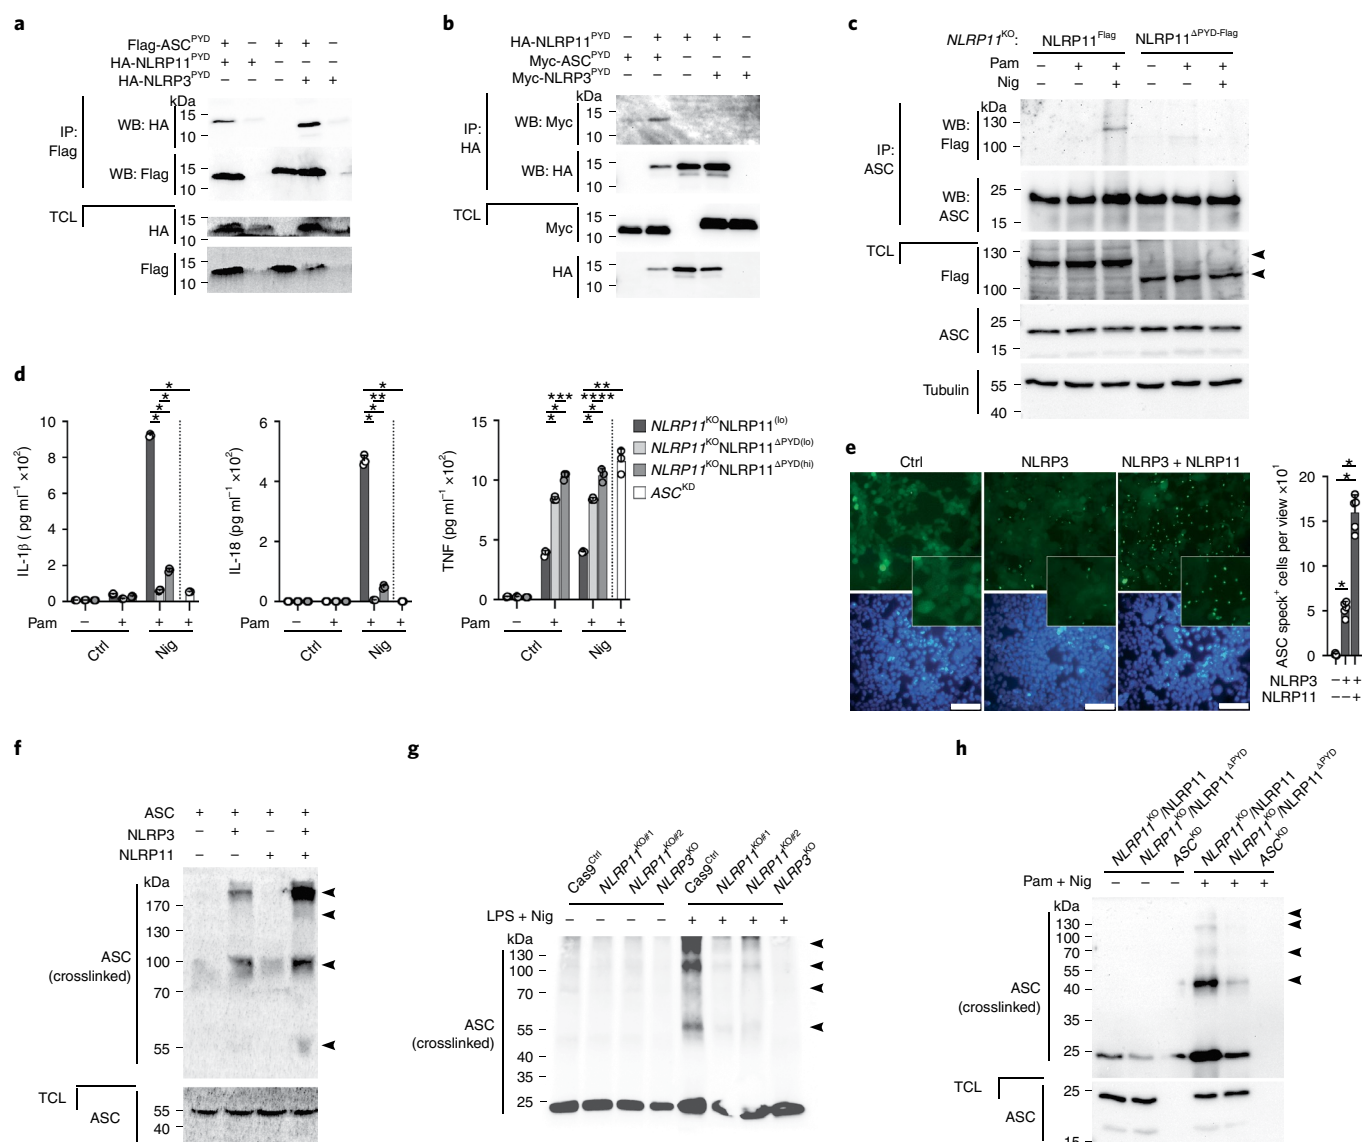 a
Flag-ASC^PYD + – + + –
HA-NLRP11^PYD + + – – –
HA-NLRP3^PYD – – – + +
kDa
IP: Flag
WB: HA
15
10
WB: Flag
15
10
TCL
HA
15
10
Flag
15
10
b
HA-NLRP11^PYD – + + + –
Myc-ASC^PYD + + – – –
Myc-NLRP3^PYD – – – + +
kDa
IP: HA
WB: Myc
15
10
WB: HA
15
10
TCL
Myc
15
10
HA
15
10
c
NLRP11^KO: NLRP11^Flag NLRP11^ΔPYD-Flag
Pam – + + – + +
Nig – – + – – +
kDa
IP: ASC
WB: Flag
130
100
WB: ASC
25
15
TCL
Flag
130
100
ASC
25
15
Tubulin
55
40
d
IL-1β ( pg ml⁻¹ ×10²)
10
8
6
4
2
0
* * * *
Pam – + + +
Ctrl Nig
IL-18 (pg ml⁻¹ ×10²)
6
4
2
0
* ** * *
Pam – + + +
Ctrl Nig
TNF (pg ml⁻¹ ×10²)
15
10
5
0
*** * * ** **** * *
Pam – + + +
Ctrl Nig
NLRP11^KO NLRP11^(lo)
NLRP11^KO NLRP11^ΔPYD(lo)
NLRP11^KO NLRP11^ΔPYD(hi)
ASC^KD
e
Ctrl NLRP3 NLRP3 + NLRP11
ASC speck⁺ cells per view ×10¹
20
15
10
5
0
* * *
NLRP3 – + +
NLRP11 – – +
f
ASC + + + +
NLRP3 – + – +
NLRP11 – – + +
kDa
170
130
100
70
55
ASC
(crosslinked)
TCL
ASC
55
40
g
Cas9^Ctrl NLRP11^KO#1 NLRP11^KO#2 NLRP3^KO Cas9^Ctrl NLRP11^KO#1 NLRP11^KO#2 NLRP3^KO
LPS + Nig – – – – + + + +
kDa
130
100
70
55
40
35
25
ASC
(crosslinked)
h
NLRP11^KO/NLRP11 NLRP11^KO/NLRP11^ΔPYD ASC^KD NLRP11^KO/NLRP11 NLRP11^KO/NLRP11^ΔPYD ASC^KD
Pam + Nig – – – + + +
kDa
130
100
70
55
40
35
25
ASC
(crosslinked)
TCL
ASC
25
15